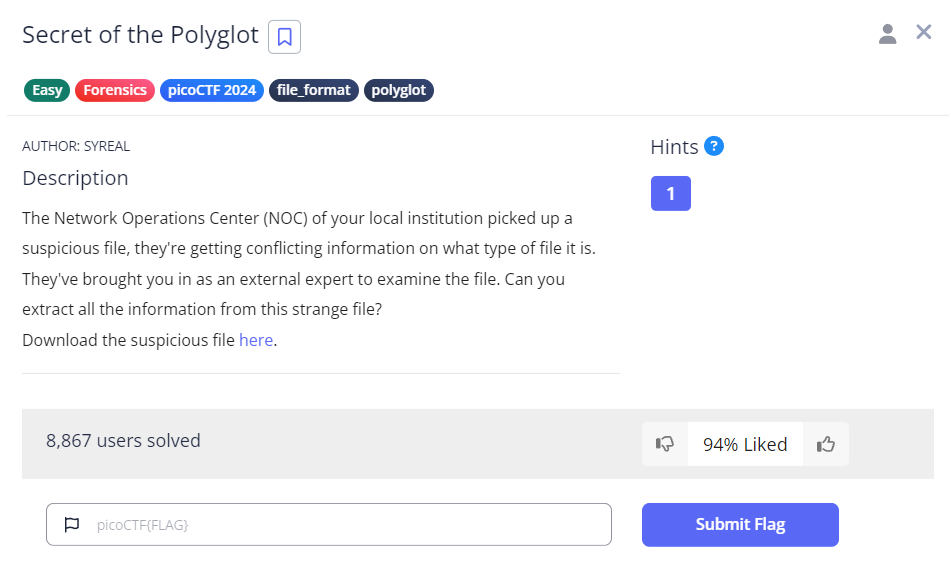 Secret of the Polyglot
Easy
Forensics
picoCTF 2024
file_format
polyglot
AUTHOR: SYREAL
Description
The Network Operations Center (NOC) of your local institution picked up a
suspicious file, they're getting conflicting information on what type of file it is.
They've brought you in as an external expert to examine the file. Can you
extract all the information from this strange file?
Download the suspicious file here.
Hints ?
1
8,867 users solved
94% Liked
picoCTF{FLAG}
Submit Flag